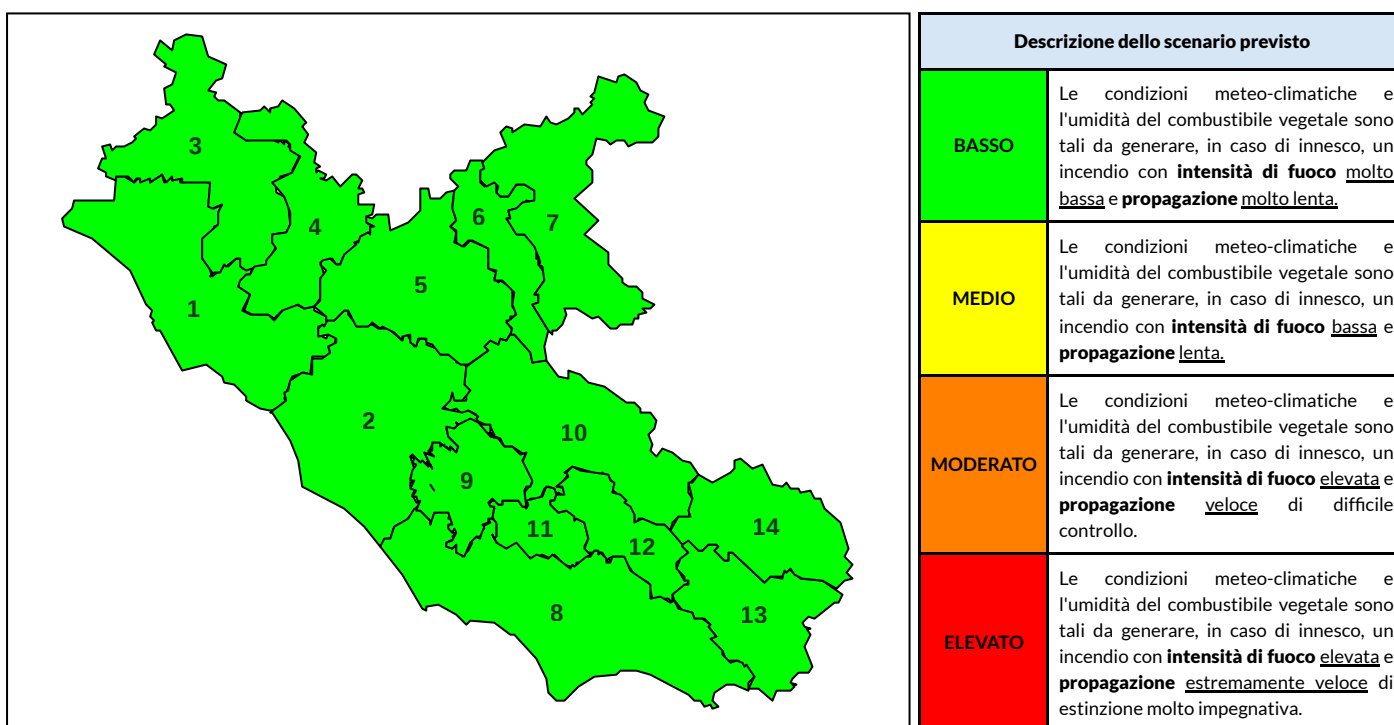 3
4
6
7
5
1
2
10
9
14
11
12
8
13
Descrizione dello scenario previsto
BASSO
Le condizioni meteo-climatiche e
l'umidità del combustibile vegetale sono
tali da generare, in caso di innesco, un
incendio con intensità di fuoco molto
bassa e propagazione molto lenta.
MEDIO
Le condizioni meteo-climatiche e
l'umidità del combustibile vegetale sono
tali da generare, in caso di innesco, un
incendio con intensità di fuoco bassa e
propagazione lenta.
MODERATO
Le condizioni meteo-climatiche e
l'umidità del combustibile vegetale sono
tali da generare, in caso di innesco, un
incendio con intensità di fuoco elevata e
propagazione veloce di difficile
controllo.
ELEVATO
Le condizioni meteo-climatiche e
l'umidità del combustibile vegetale sono
tali da generare, in caso di innesco, un
incendio con intensità di fuoco elevata e
propagazione estremamente veloce di
estinzione molto impegnativa.